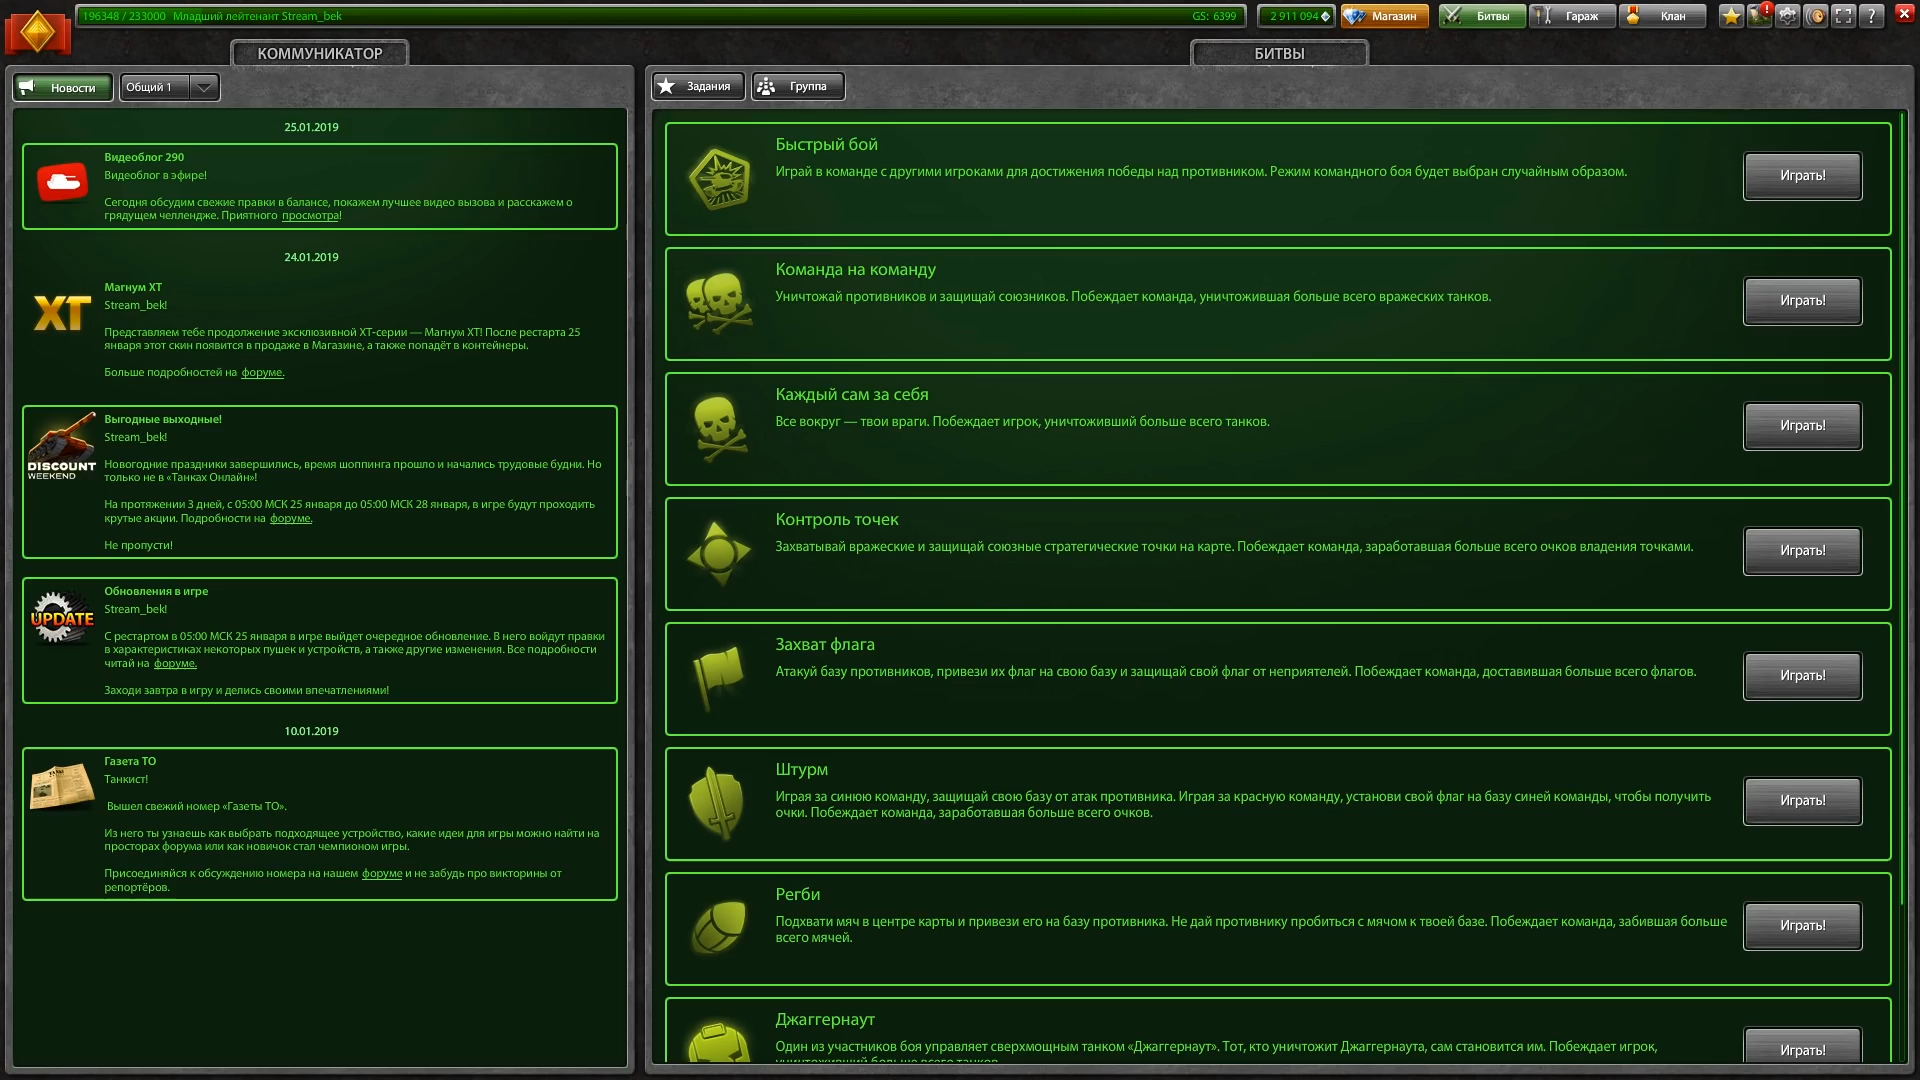 196348 / 233000 Младший лейтенант Stream_bek
GS: 6399
2 911 094
Магазин
Битвы
Гараж
Клан
?
КОММУНИКАТОР
БИТВЫ
Новости
Общий 1
Задания
Группа
25.01.2019
Видеоблог 290
Видеоблог в эфире!
Сегодня обсудим свежие правки в балансе, покажем лучшее видео вызова и расскажем о
грядущем челлендже. Приятного просмотра!
24.01.2019
XT
Магнум ХТ
Stream_bek!
Представляем тебе продолжение эксклюзивной ХТ-серии — Магнум ХТ! После рестарта 25
января этот скин появится в продаже в Магазине, а также попадёт в контейнеры.
Больше подробностей на форуме.
DISCOUNT
WEEKEND
Выгодные выходные!
Stream_bek!
Новогодние праздники завершились, время шоппинга прошло и начались трудовые будни. Но
только не в «Танках Онлайн»!
На протяжении 3 дней, с 05:00 МСК 25 января до 05:00 МСК 28 января, в игре будут проходить
крутые акции. Подробности на форуме.
Не пропусти!
UPDATE
Обновления в игре
Stream_bek!
С рестартом в 05:00 МСК 25 января в игре выйдет очередное обновление. В него войдут правки
в характеристиках некоторых пушек и устройств, а также другие изменения. Все подробности
читай на форуме.
Заходи завтра в игру и делись своими впечатлениями!
10.01.2019
Газета ТО
Танкист!
Вышел свежий номер «Газеты ТО».
Из него ты узнаешь как выбрать подходящее устройство, какие идеи для игры можно найти на
просторах форума или как новичок стал чемпионом игры.
Присоединяйся к обсуждению номера на нашем форуме и не забудь про викторины от
репортёров.
Быстрый бой
Играй в команде с другими игроками для достижения победы над противником. Режим командного боя будет выбран случайным образом.
Играть!
Команда на команду
Уничтожай противников и защищай союзников. Побеждает команда, уничтожившая больше всего вражеских танков.
Играть!
Каждый сам за себя
Все вокруг — твои враги. Побеждает игрок, уничтоживший больше всего танков.
Играть!
Контроль точек
Захватывай вражеские и защищай союзные стратегические точки на карте. Побеждает команда, заработавшая больше всего очков владения точками.
Играть!
Захват флага
Атакуй базу противников, привези их флаг на свою базу и защищай свой флаг от неприятелей. Побеждает команда, доставившая больше всего флагов.
Играть!
Штурм
Играя за синюю команду, защищай свою базу от атак противника. Играя за красную команду, установи свой флаг на базу синей команды, чтобы получить
очки. Побеждает команда, заработавшая больше всего очков.
Играть!
Регби
Подхвати мяч в центре карты и привези его на базу противника. Не дай противнику пробиться с мячом к твоей базе. Побеждает команда, забившая больше
всего мячей.
Играть!
Джаггернаут
Один из участников боя управляет сверхмощным танком «Джаггернаут». Тот, кто уничтожит Джаггернаута, сам становится им. Побеждает игрок,
уничтоживший больше всего танков.
Играть!